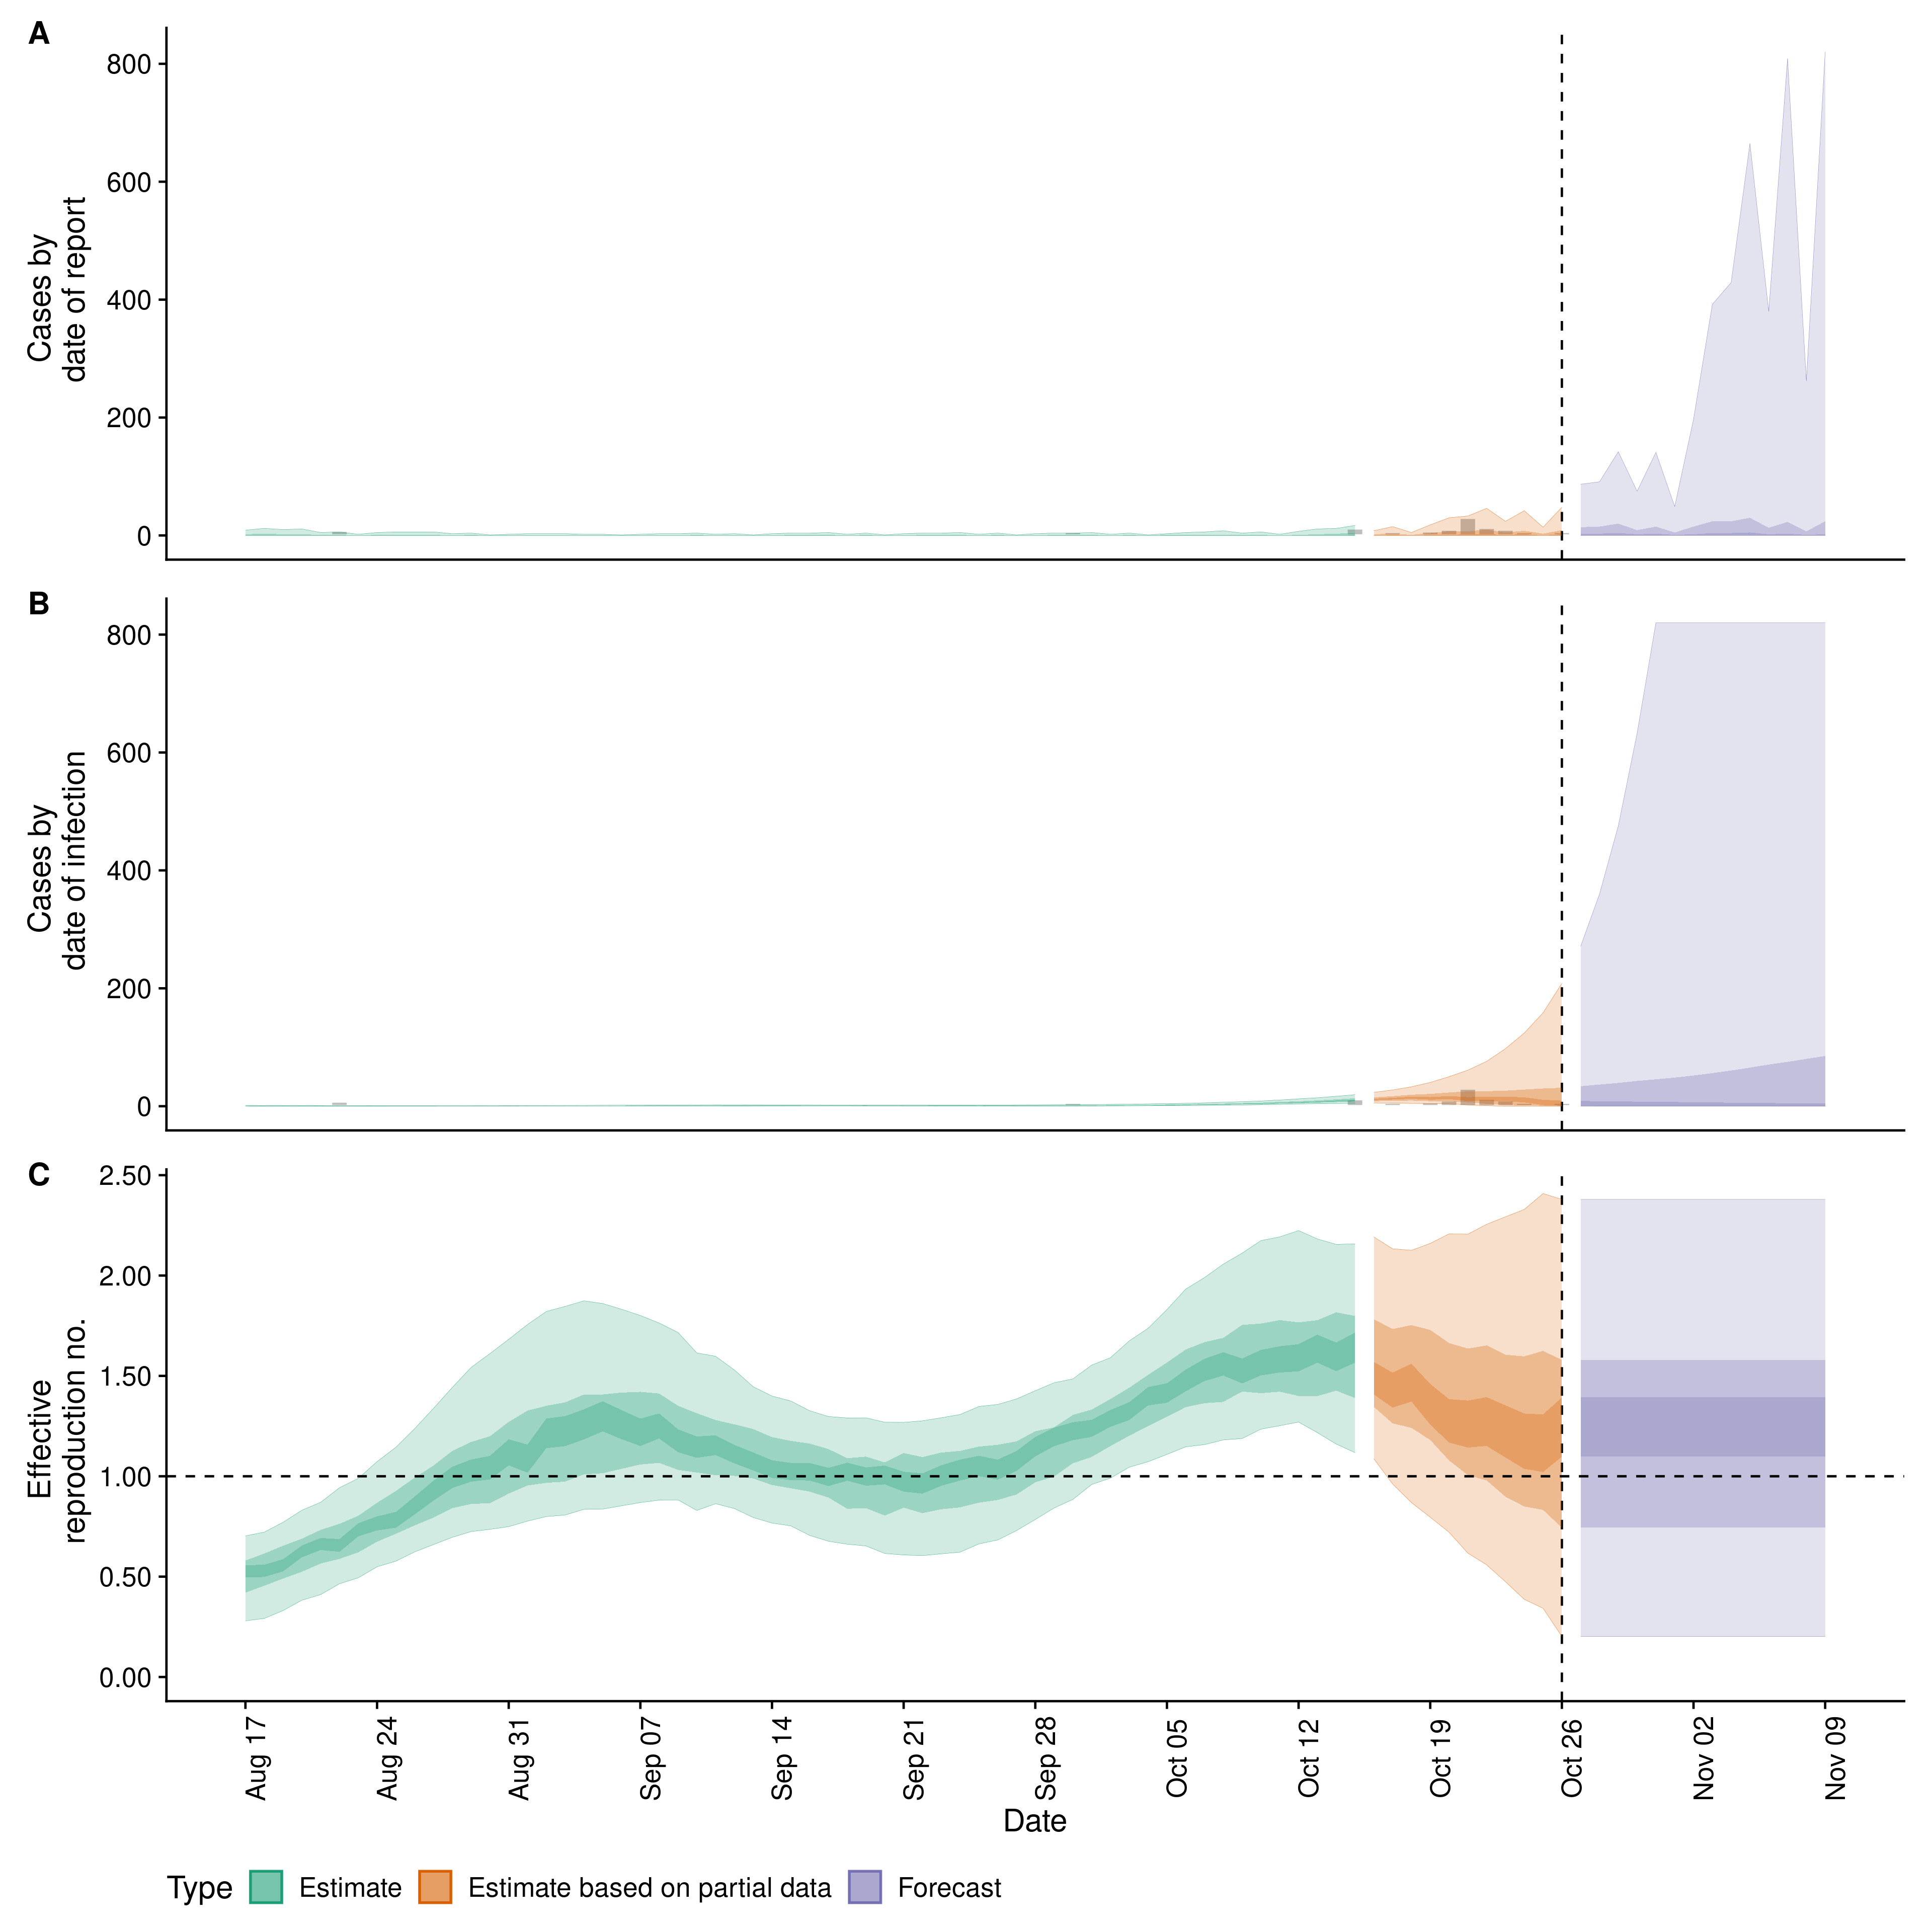 A
800
600
400
200
0
Cases by
date of report
B
800
600
400
200
0
Cases by
date of infection
C
2.50
2.00
1.50
1.00
0.50
0.00
Effective
reproduction no.
Aug 17
Aug 24
Aug 31
Sep 07
Sep 14
Sep 21
Sep 28
Oct 05
Oct 12
Oct 19
Oct 26
Nov 02
Nov 09
Date
Type Estimate Estimate based on partial data Forecast